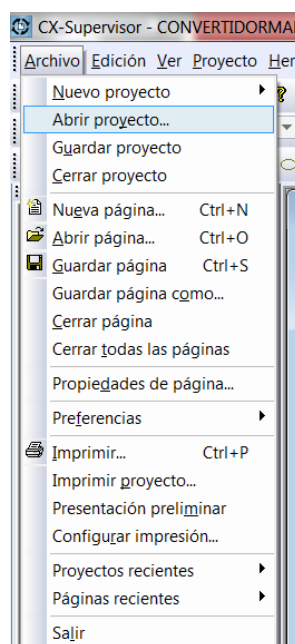 CX-Supervisor - CONVERTIDORMA
Archivo Edición Ver Proyecto Her
Nuevo proyecto
Abrir proyecto...
Guardar proyecto
Cerrar proyecto
Nueva página... Ctrl+N
Abrir página... Ctrl+O
Guardar página Ctrl+S
Guardar página como...
Cerrar página
Cerrar todas las páginas
Propiedades de página...
Preferencias
Imprimir... Ctrl+P
Imprimir proyecto...
Presentación preliminar
Configurar impresión...
Proyectos recientes
Páginas recientes
Salir